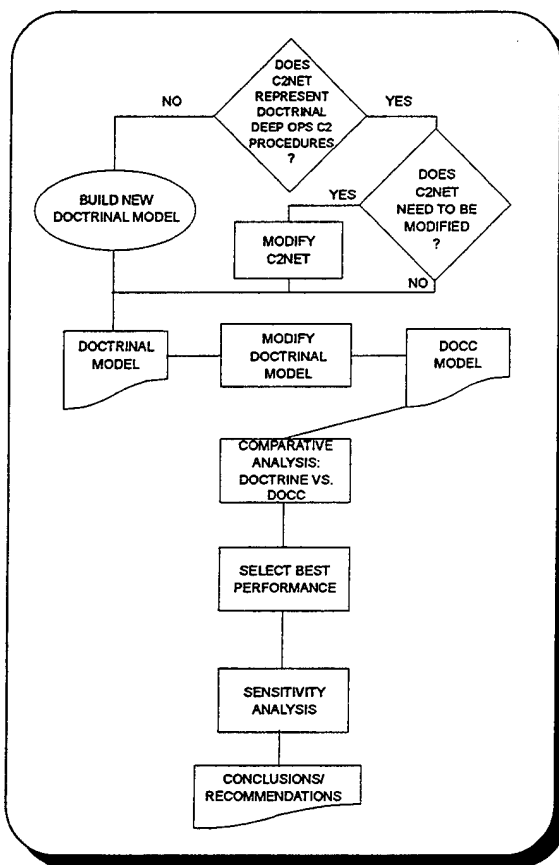 DOES
C2NET
REPRESENT
DOCTRINAL
DEEP OPS C2
PROCEDURES
?
NO
YES
DOES
C2NET
NEED TO BE
MODIFIED
?
YES
NO
BUILD NEW
DOCTRINAL MODEL
MODIFY
C2NET
DOCTRINAL
MODEL
MODIFY
DOCTRINAL
MODEL
DOCC
MODEL
COMPARATIVE
ANALYSIS:
DOCTRINE VS.
DOCC
SELECT BEST
PERFORMANCE
SENSITIVITY
ANALYSIS
CONCLUSIONS/
RECOMMENDATIONS